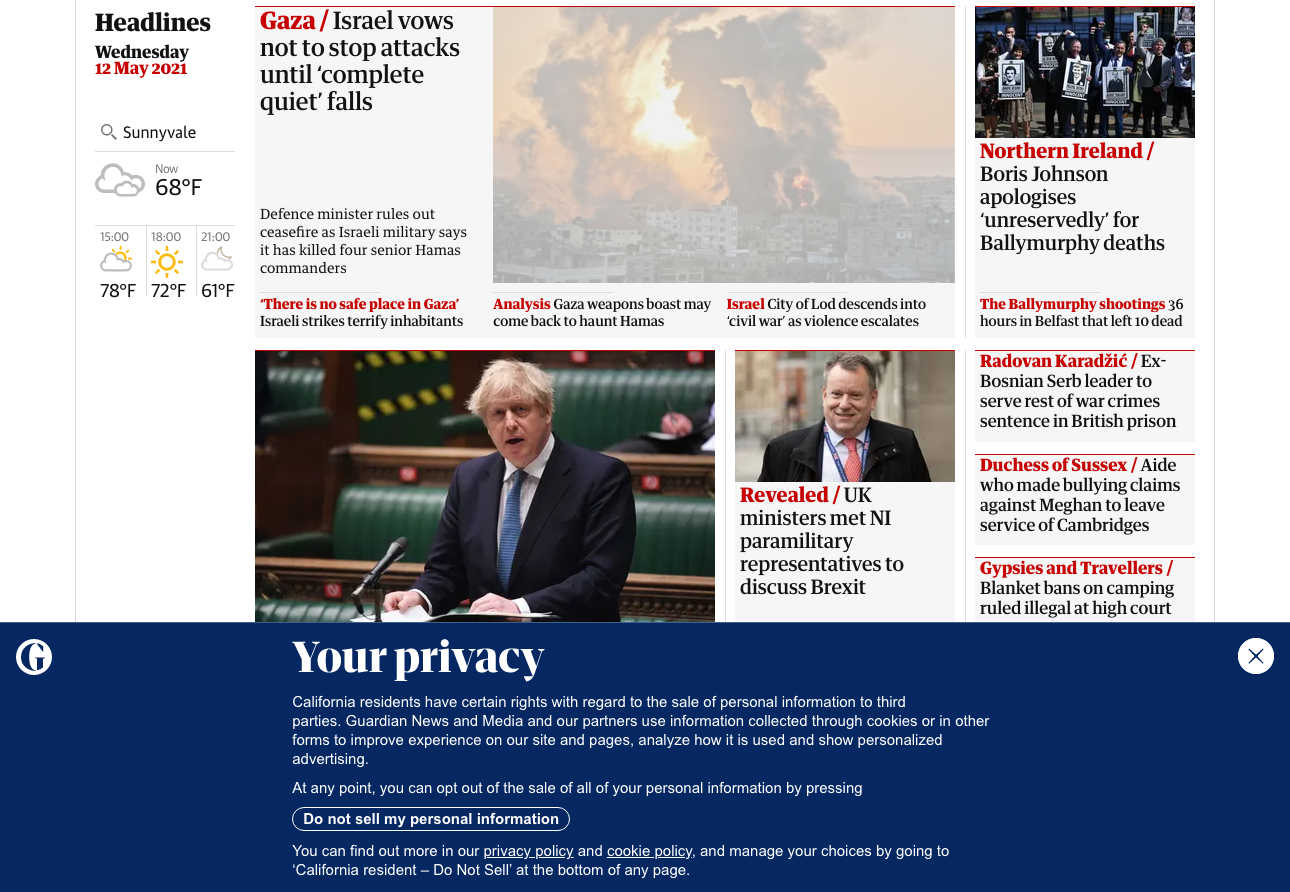 Headlines
Wednesday
12 May 2021
Sunnyvale
Now
68°F
15:00 18:00 21:00
78°F 72°F 61°F
Gaza / Israel vows
not to stop attacks
until ‘complete
quiet’ falls
Defence minister rules out
ceasefire as Israeli military says
it has killed four senior Hamas
commanders
‘There is no safe place in Gaza’
Israeli strikes terrify inhabitants
Analysis Gaza weapons boast may
come back to haunt Hamas
Israel City of Lod descends into
‘civil war’ as violence escalates
INNOCENT
INNOCENT
INNOCENT
Northern Ireland /
Boris Johnson
apologises
‘unreservedly’ for
Ballymurphy deaths
The Ballymurphy shootings 36
hours in Belfast that left 10 dead
Revealed / UK
ministers met NI
paramilitary
representatives to
discuss Brexit
Radovan Karadžić / Ex-
Bosnian Serb leader to
serve rest of war crimes
sentence in British prison
Duchess of Sussex / Aide
who made bullying claims
against Meghan to leave
service of Cambridges
Gypsies and Travellers /
Blanket bans on camping
ruled illegal at high court
Your privacy
California residents have certain rights with regard to the sale of personal information to third
parties. Guardian News and Media and our partners use information collected through cookies or in other
forms to improve experience on our site and pages, analyze how it is used and show personalized
advertising.
At any point, you can opt out of the sale of all of your personal information by pressing
Do not sell my personal information
You can find out more in our privacy policy and cookie policy, and manage your choices by going to
‘California resident – Do Not Sell’ at the bottom of any page.